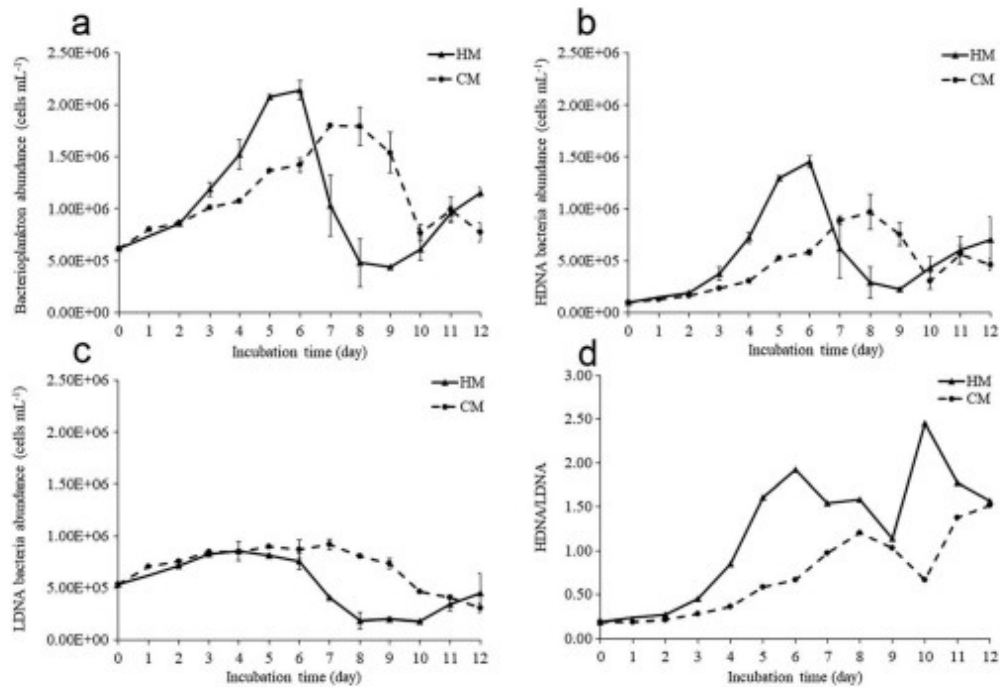 a
2.50E+06
2.00E+06
1.50E+06
1.00E+06
5.00E+05
0.00E+00
Bacterioplankton abundance (cells mL⁻¹)
HM
CM
0 1 2 3 4 5 6 7 8 9 10 11 12
Incubation time (day)
b
2.50E+06
2.00E+06
1.50E+06
1.00E+06
5.00E+05
0.00E+00
HDNA bacteria abundance (cells mL⁻¹)
HM
CM
0 1 2 3 4 5 6 7 8 9 10 11 12
Incubation time (day)
c
2.50E+06
2.00E+06
1.50E+06
1.00E+06
5.00E+05
0.00E+00
LDNA bacteria abundance (cells mL⁻¹)
HM
CM
0 1 2 3 4 5 6 7 8 9 10 11 12
Incubation time (day)
d
3.00
2.50
2.00
1.50
1.00
0.50
0.00
HDNA/LDNA
HM
CM
0 1 2 3 4 5 6 7 8 9 10 11 12
Incubation time (day)